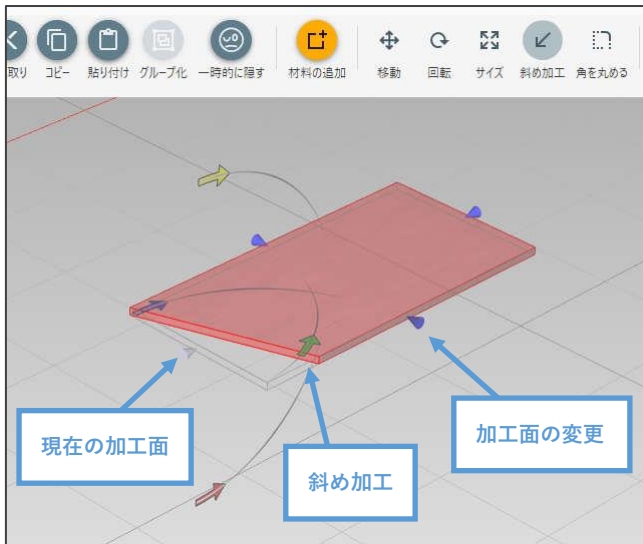 取り コピー 貼り付け グループ化 一時的に隠す 材料の追加 移動 回転 サイズ 斜め加工 角を丸める
現在の加工面
斜め加工
加工面の変更